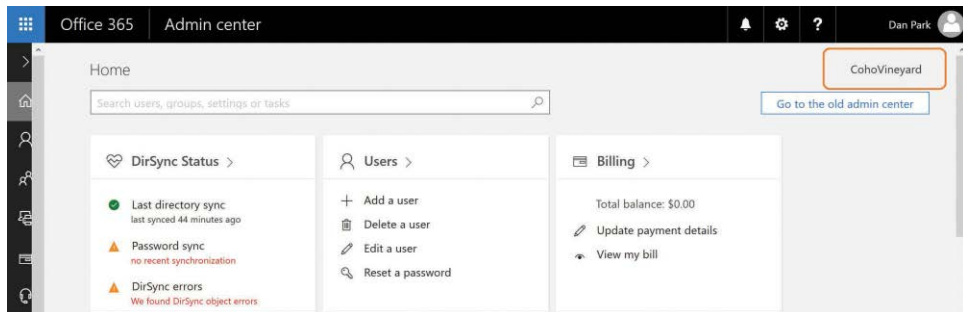 Office 365 Admin center ? Dan Park
Home CohoVineyard
Search users, groups, settings or tasks
Go to the old admin center
DirSync Status >
Last directory sync
last synced 44 minutes ago
Password sync
no recent synchronization
DirSync errors
We found DirSync object errors
Users >
Add a user
Delete a user
Edit a user
Reset a password
Billing >
Total balance: $0.00
Update payment details
View my bill